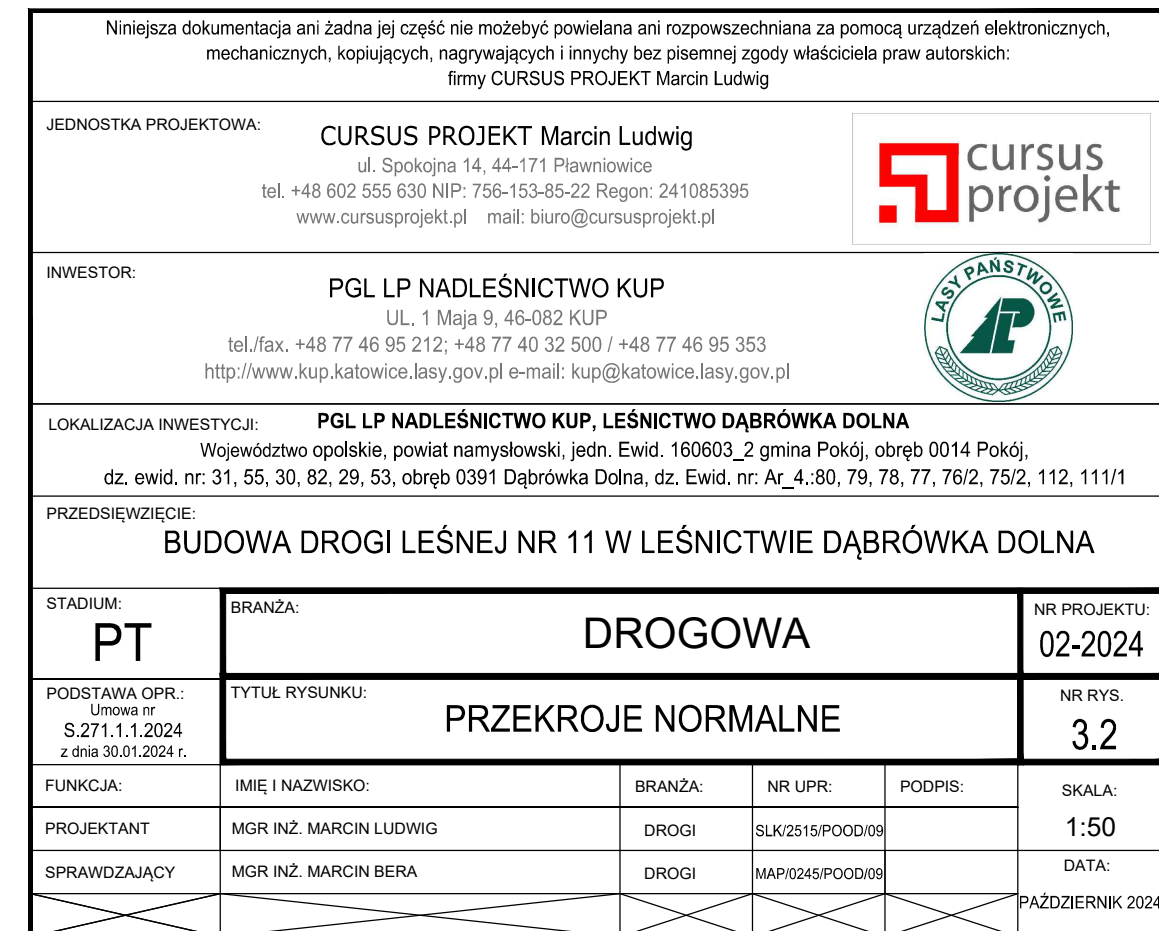 Niniejsza dokumentacja ani żadna jej część nie możebyć powielana ani rozpowszechniana za pomocą urządzeń elektronicznych,
mechanicznych, kopiujących, nagrywających i innychy bez pisemnej zgody właściciela praw autorskich:
firmy CURSUS PROJEKT Marcin Ludwig
JEDNOSTKA PROJEKTOWA:
CURSUS PROJEKT Marcin Ludwig
ul. Spokojna 14, 44-171 Pławniowice
tel. +48 602 555 630 NIP: 756-153-85-22 Regon: 241085395
www.cursusprojekt.pl mail: biuro@cursusprojekt.pl
cursus
projekt
INWESTOR:
PGL LP NADLEŚNICTWO KUP
UL. 1 Maja 9, 46-082 KUP
tel./fax. +48 77 46 95 212; +48 77 40 32 500 / +48 77 46 95 353
http://www.kup.katowice.lasy.gov.pl e-mail: kup@katowice.lasy.gov.pl
LASY PAŃSTWOWE
LOKALIZACJA INWESTYCJI: PGL LP NADLEŚNICTWO KUP, LEŚNICTWO DĄBRÓWKA DOLNA
Województwo opolskie, powiat namysłowski, jedn. Ewid. 160603_2 gmina Pokój, obręb 0014 Pokój,
dz. ewid. nr: 31, 55, 30, 82, 29, 53, obręb 0391 Dąbrówka Dolna, dz. Ewid. nr: Ar_4.:80, 79, 78, 77, 76/2, 75/2, 112, 111/1
PRZEDSIĘWZIĘCIE:
BUDOWA DROGI LEŚNEJ NR 11 W LEŚNICTWIE DĄBRÓWKA DOLNA
STADIUM:
PT
BRANŻA:
DROGOWA
NR PROJEKTU:
02-2024
PODSTAWA OPR.:
Umowa nr
S.271.1.1.2024
z dnia 30.01.2024 r.
TYTUŁ RYSUNKU:
PRZEKROJE NORMALNE
NR RYS.
3.2
FUNKCJA: IMIĘ I NAZWISKO: BRANŻA: NR UPR: PODPIS:
SKALA:
1:50
PROJEKTANT MGR INŻ. MARCIN LUDWIG DROGI SLK/2515/POOD/09
SPRAWDZAJĄCY MGR INŻ. MARCIN BERA DROGI MAP/0245/POOD/09
DATA:
PAŹDZIERNIK 2024